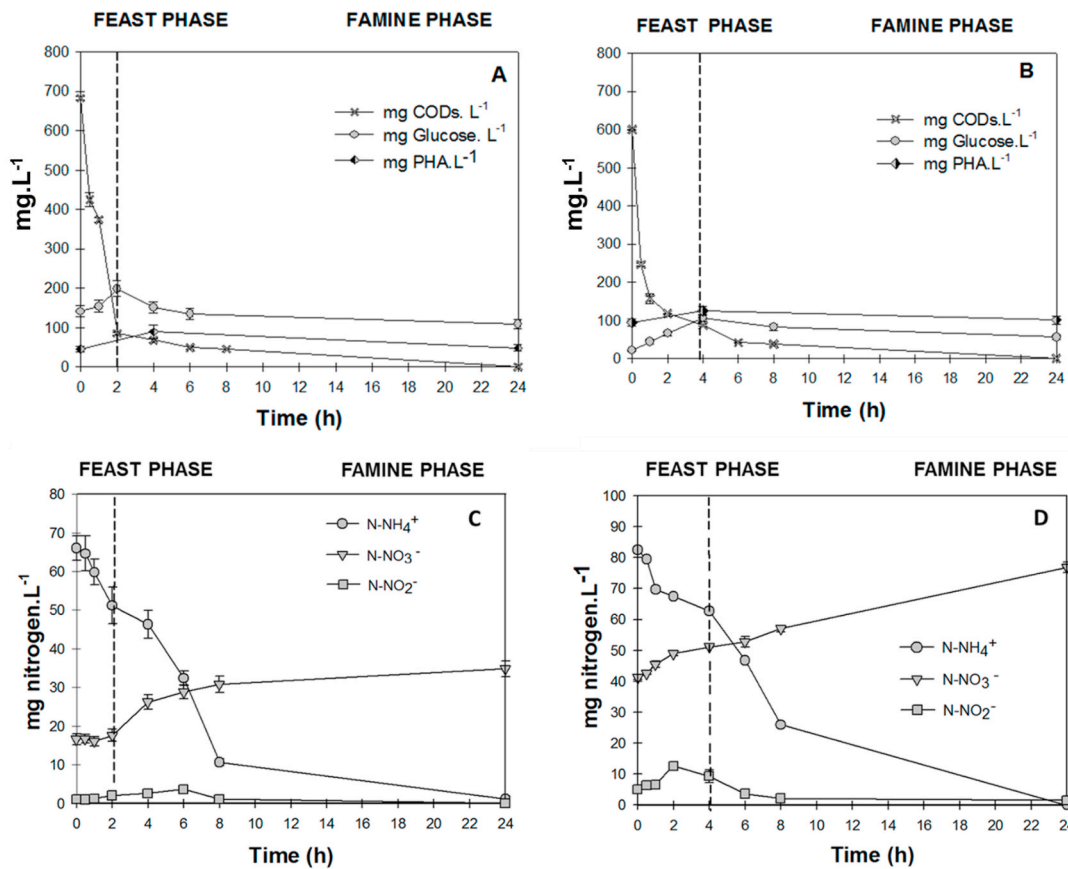 FEAST PHASE FAMINE PHASE
A
mg CODs. L⁻¹
mg Glucose. L⁻¹
mg PHA.L⁻¹
mg.L⁻¹
800
700
600
500
400
300
200
100
0
0 2 4 6 8 10 12 14 16 18 20 22 24
Time (h)
FEAST PHASE FAMINE PHASE
B
mg CODs.L⁻¹
mg Glucose.L⁻¹
mg PHA.L⁻¹
mg.L⁻¹
800
700
600
500
400
300
200
100
0
0 2 4 6 8 10 12 14 16 18 20 22 24
Time (h)
FEAST PHASE FAMINE PHASE
C
N-NH₄⁺
N-NO₃⁻
N-NO₂⁻
mg nitrogen.L⁻¹
80
70
60
50
40
30
20
10
0
0 2 4 6 8 10 12 14 16 18 20 22 24
Time (h)
FEAST PHASE FAMINE PHASE
D
N-NH₄⁺
N-NO₃⁻
N-NO₂⁻
mg nitrogen.L⁻¹
100
90
80
70
60
50
40
30
20
10
0
0 2 4 6 8 10 12 14 16 18 20 22 24
Time (h)